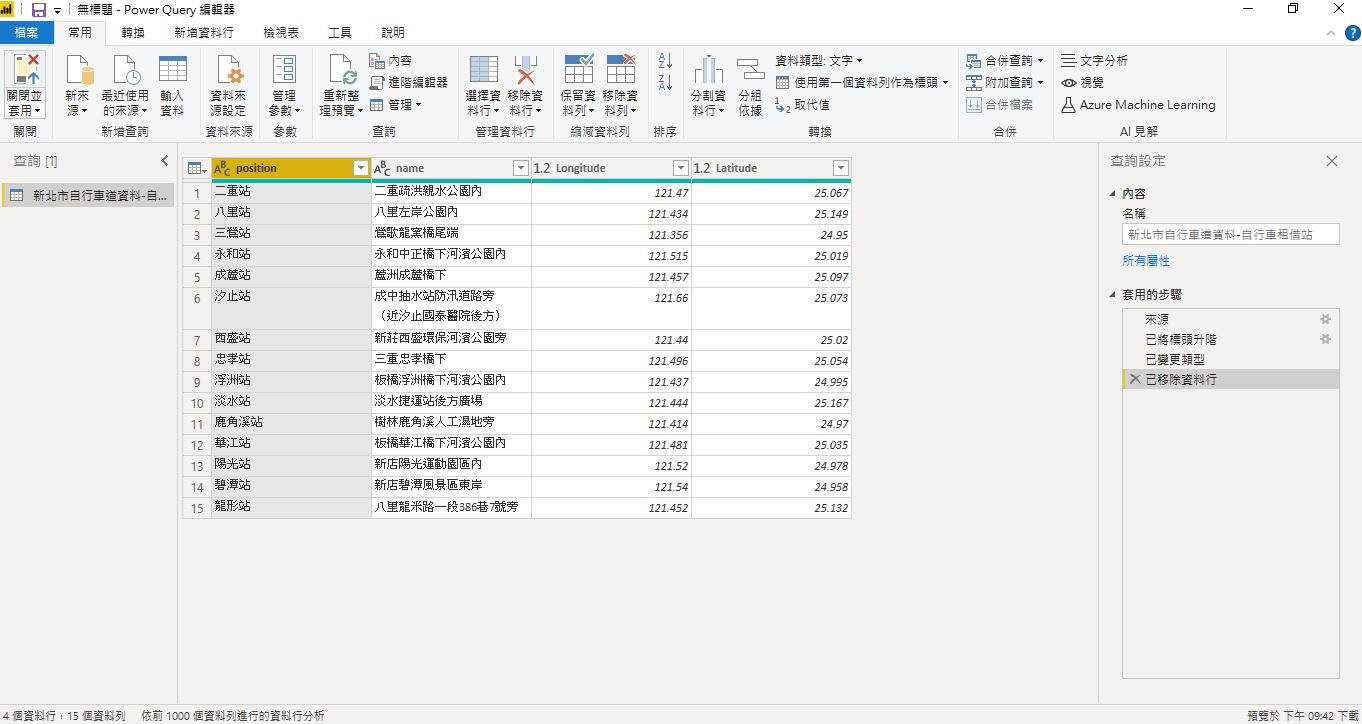 無標題 - Power Query 編輯器
檔案 常用 轉換 新增資料行 檢視表 工具 說明
關閉並
套用
關閉
新來
源
最近使用
的來源
輸入
資料
新增查詢
資料來
源設定
資料來源
管理
參數
參數
重新整
理預覽
內容
進階編輯器
管理
查詢
選擇資
料行
移除資
料行
管理資料行
保留資
料列
移除資
料列
縮減資料列
排序
分割資
料行
分組
依據
資料類型: 文字
使用第一個資料列作為標頭
取代值
轉換
合併查詢
附加查詢
合併檔案
合併
文字分析
視覺
Azure Machine Learning
AI 見解
查詢 [1]
新北市自行車道資料-自...
position name 1.2 Longitude 1.2 Latitude
1 二重站 二重疏洪親水公園內 121.47 25.067
2 八里站 八里左岸公園內 121.434 25.149
3 三鶯站 鶯歌龍窯橋尾端 121.356 24.95
4 永和站 永和中正橋下河濱公園內 121.515 25.019
5 成蘆站 蘆洲成蘆橋下 121.457 25.097
6 汐止站 成中抽水站防汛道路旁 121.66 25.073
（近汐止國泰醫院後方）
7 西盛站 新莊西盛環保河濱公園旁 121.44 25.02
8 忠孝站 三重忠孝橋下 121.496 25.054
9 浮洲站 板橋浮洲橋下河濱公園內 121.437 24.995
10 淡水站 淡水捷運站後方廣場 121.444 25.167
11 鹿角溪站 樹林鹿角溪人工濕地旁 121.414 24.97
12 華江站 板橋華江橋下河濱公園內 121.481 25.035
13 陽光站 新店陽光運動園區內 121.52 24.978
14 碧潭站 新店碧潭風景區東岸 121.54 24.958
15 龍形站 八里龍米路一段386巷7號旁 121.452 25.132
查詢設定
內容
名稱
新北市自行車道資料-自行車租借站
所有屬性
套用的步驟
來源
已將標頭升階
已變更類型
已移除資料行
4 個資料行，15 個資料列 依前 1000 個資料列進行的資料行分析
預覽於 下午 09:42 下載